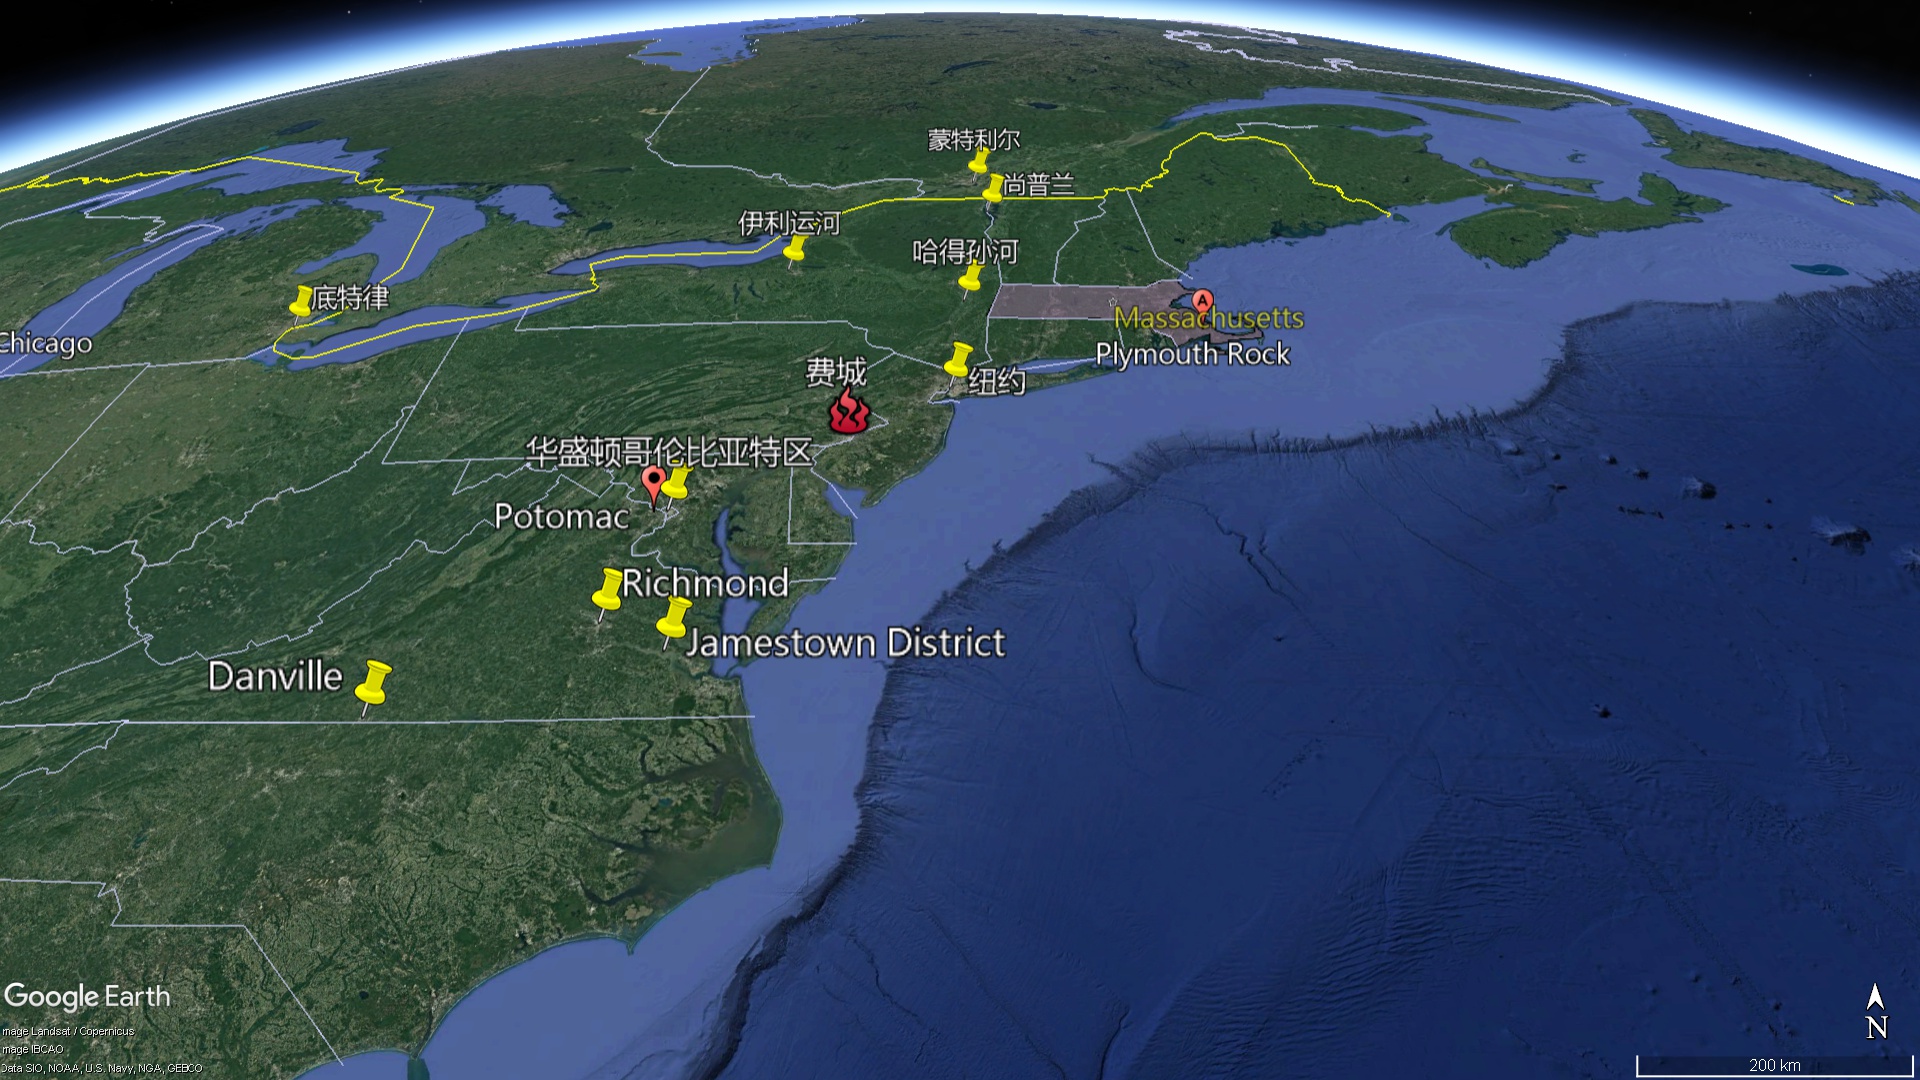 蒙特利尔
尚普兰
伊利运河
哈得孙河
底特律
Chicago
A
Massachusetts
Plymouth Rock
费城
纽约
华盛顿哥伦比亚特区
Potomac
Richmond
Jamestown District
Danville
Google Earth
mage Landsat / Copernicus
mage IBCAO
Data SIO, NOAA, U.S. Navy, NGA, GEBCO
N
200 km